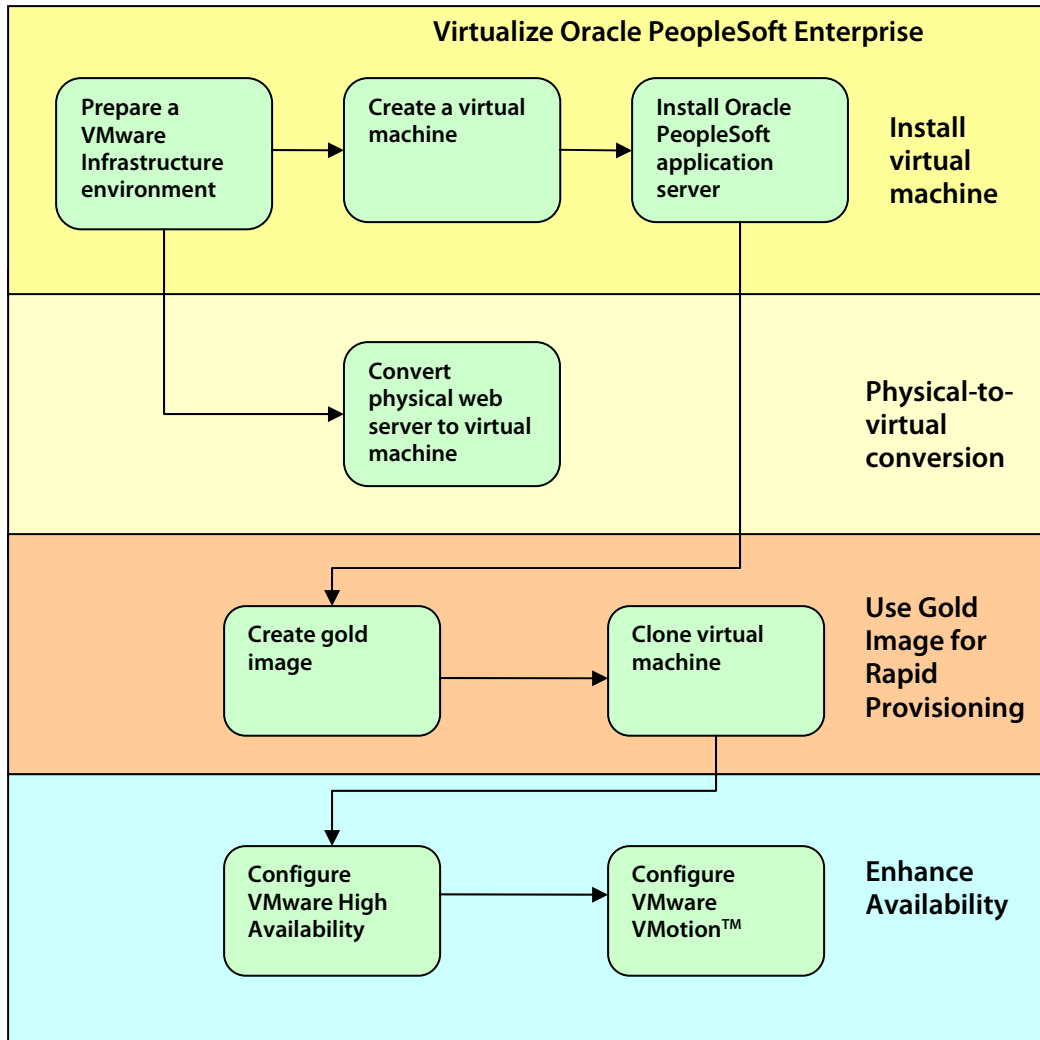 Virtualize Oracle PeopleSoft Enterprise
Prepare a
VMware
Infrastructure
environment
Create a virtual
machine
Install Oracle
PeopleSoft
application
server
Install
virtual
machine
Convert
physical web
server to virtual
machine
Physical-to-
virtual
conversion
Create gold
image
Clone virtual
machine
Use Gold
Image for
Rapid
Provisioning
Configure
VMware High
Availability
Configure
VMware
VMotion™
Enhance
Availability